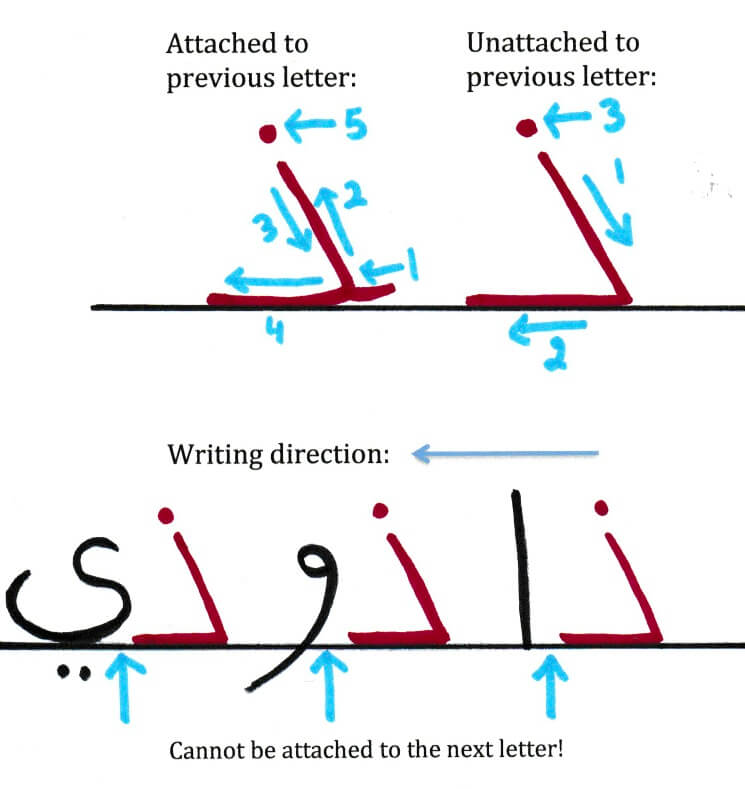 Attached to
previous letter:
Unattached to
previous letter:
5
3
1
2
3
1
4
2
Writing direction:
ذا ذو ذي
Cannot be attached to the next letter!